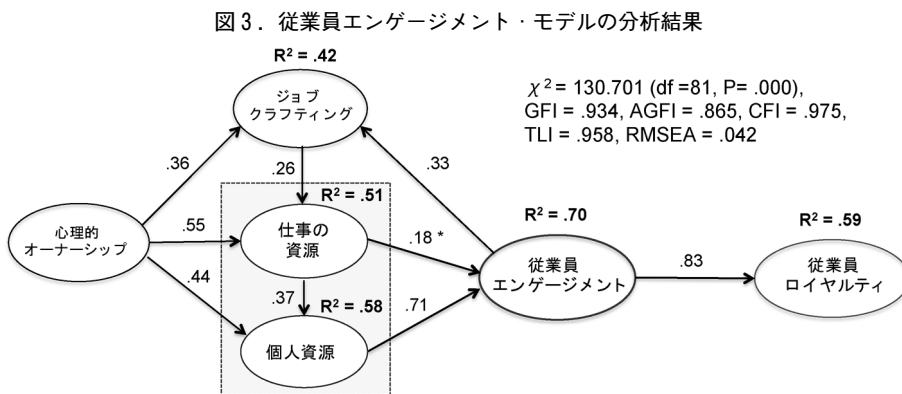 図3. 従業員エンゲージメント・モデルの分析結果
R² = .42
ジョブ
クラフティング
χ² = 130.701 (df =81, P= .000),
GFI = .934, AGFI = .865, CFI = .975,
TLI = .958, RMSEA = .042
.36
.26
.33
R² = .51
心理的
オーナーシップ
.55
仕事の
資源
.18 *
R² = .70
従業員
エンゲージメント
.83
R² = .59
従業員
ロイヤルティ
.44
.37
R² = .58
.71
個人資源